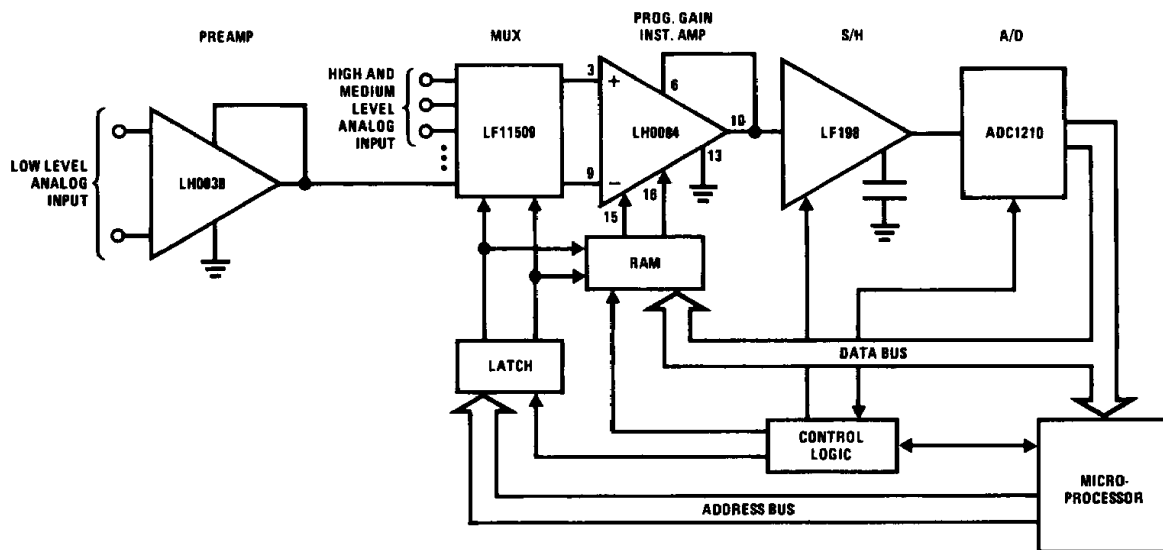 PREAMP
MUX
PROG. GAIN
INST. AMP
S/H
A/D
HIGH AND
MEDIUM
LEVEL
ANALOG
INPUT
LOW LEVEL
ANALOG
INPUT
LH0038
LF11509
3
+
6
LH0084
10
13
9
−
15
16
LF198
ADC1210
RAM
LATCH
DATA BUS
CONTROL
LOGIC
MICRO-
PROCESSOR
ADDRESS BUS